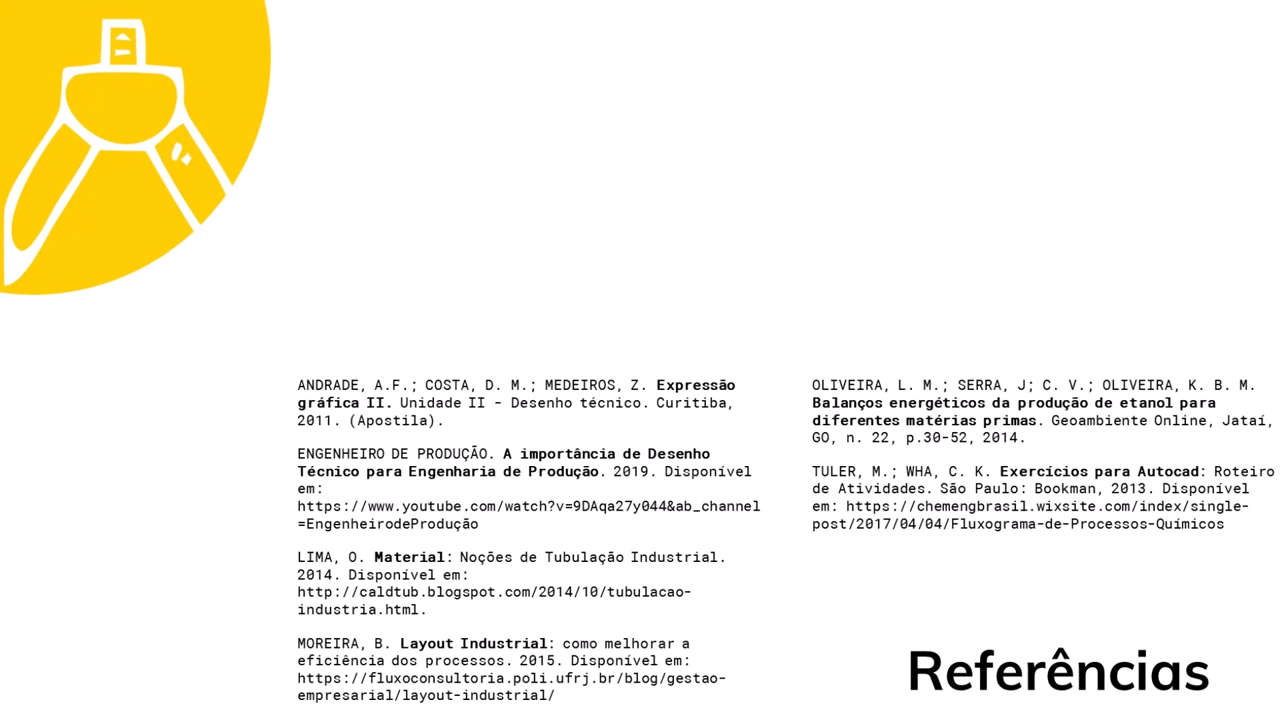 ANDRADE, A.F.; COSTA, D. M.; MEDEIROS, Z. Expressão
gráfica II. Unidade II - Desenho técnico. Curitiba,
2011. (Apostila).
ENGENHEIRO DE PRODUÇÃO. A importância de Desenho
Técnico para Engenharia de Produção. 2019. Disponível
em:
https://www.youtube.com/watch?v=9DAqa27y044&ab_channel
=EngenheirodeProdução
LIMA, O. Material: Noções de Tubulação Industrial.
2014. Disponível em:
http://caldtub.blogspot.com/2014/10/tubulacao-
industria.html.
MOREIRA, B. Layout Industrial: como melhorar a
eficiência dos processos. 2015. Disponível em:
https://fluxoconsultoria.poli.ufrj.br/blog/gestao-
empresarial/layout-industrial/
OLIVEIRA, L. M.; SERRA, J; C. V.; OLIVEIRA, K. B. M.
Balanços energéticos da produção de etanol para
diferentes matérias primas. Geoambiente Online, Jataí,
GO, n. 22, p.30-52, 2014.
TULER, M.; WHA, C. K. Exercícios para Autocad: Roteiro
de Atividades. São Paulo: Bookman, 2013. Disponível
em: https://chemengbrasil.wixsite.com/index/single-
post/2017/04/04/Fluxograma-de-Processos-Químicos
Referências